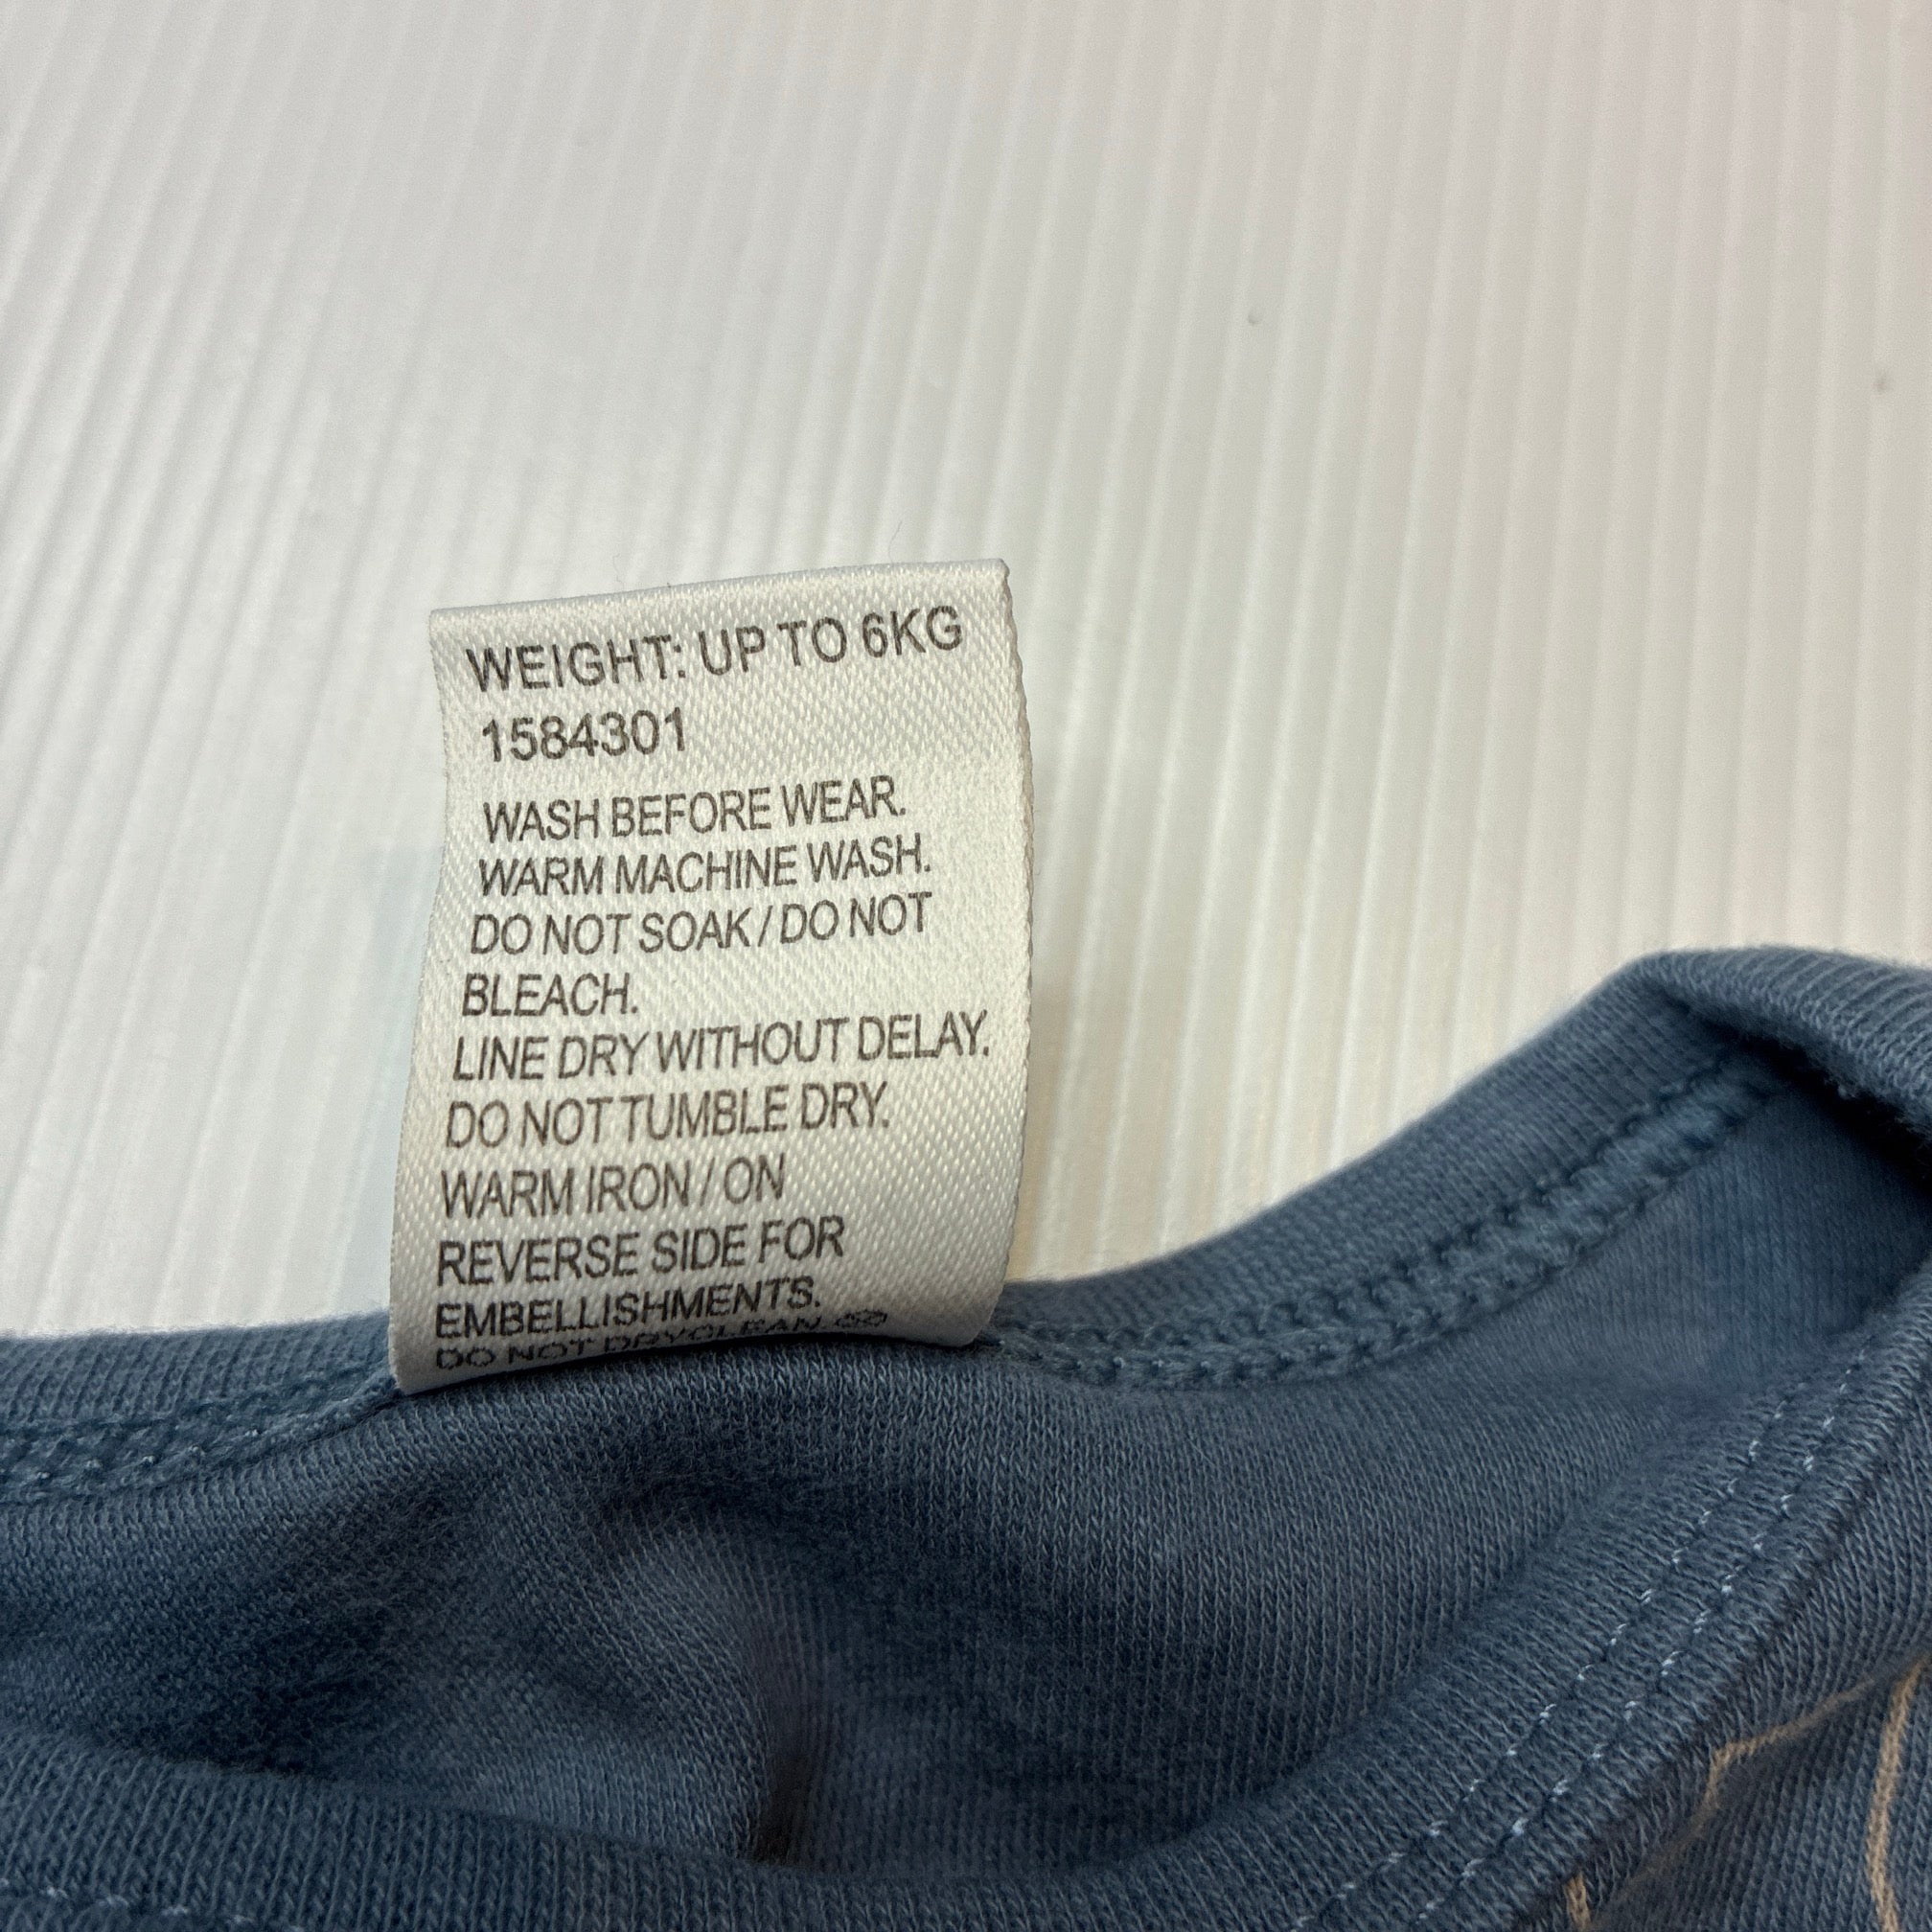 WEIGHT: UP TO 6KG
1584301
WASH BEFORE WEAR.
WARM MACHINE WASH.
DO NOT SOAK / DO NOT
BLEACH.
LINE DRY WITHOUT DELAY.
DO NOT TUMBLE DRY.
WARM IRON / ON
REVERSE SIDE FOR
EMBELLISHMENTS.
DO NOT DRYCLEAN.